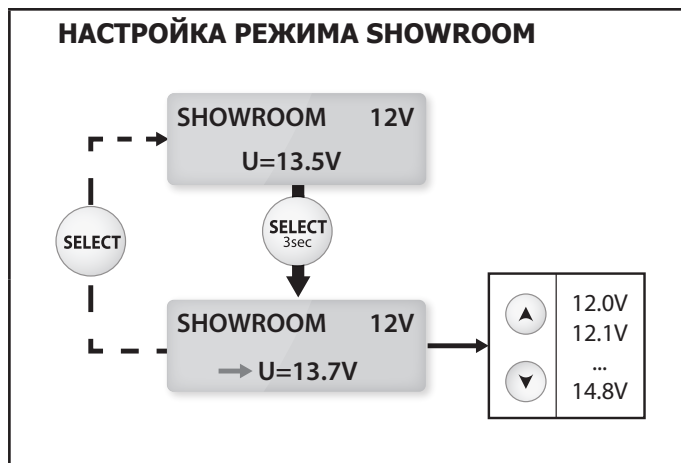 НАСТРОЙКА РЕЖИМА SHOWROOM
SHOWROOM 12V
U=13.5V
SELECT
SELECT
3sec
SHOWROOM 12V
U=13.7V
12.0V
12.1V
...
14.8V